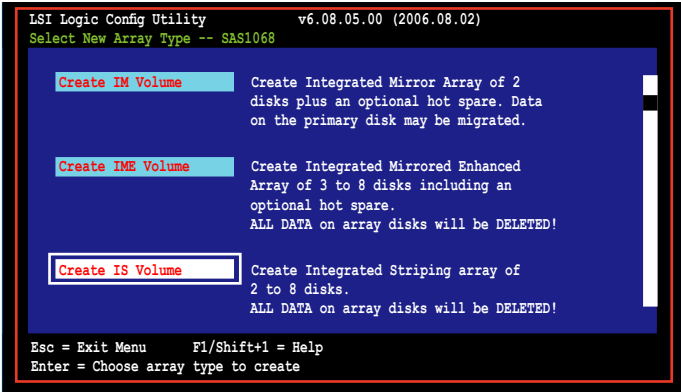 LSI Logic Config Utility v6.08.05.00 (2006.08.02)
Select New Array Type -- SAS1068
Create IM Volume Create Integrated Mirror Array of 2
disks plus an optional hot spare. Data
on the primary disk may be migrated.
Create IME Volume Create Integrated Mirrored Enhanced
Array of 3 to 8 disks including an
optional hot spare.
ALL DATA on array disks will be DELETED!
Create IS Volume Create Integrated Striping array of
2 to 8 disks.
ALL DATA on array disks will be DELETED!
Esc = Exit Menu F1/Shift+1 = Help
Enter = Choose array type to create